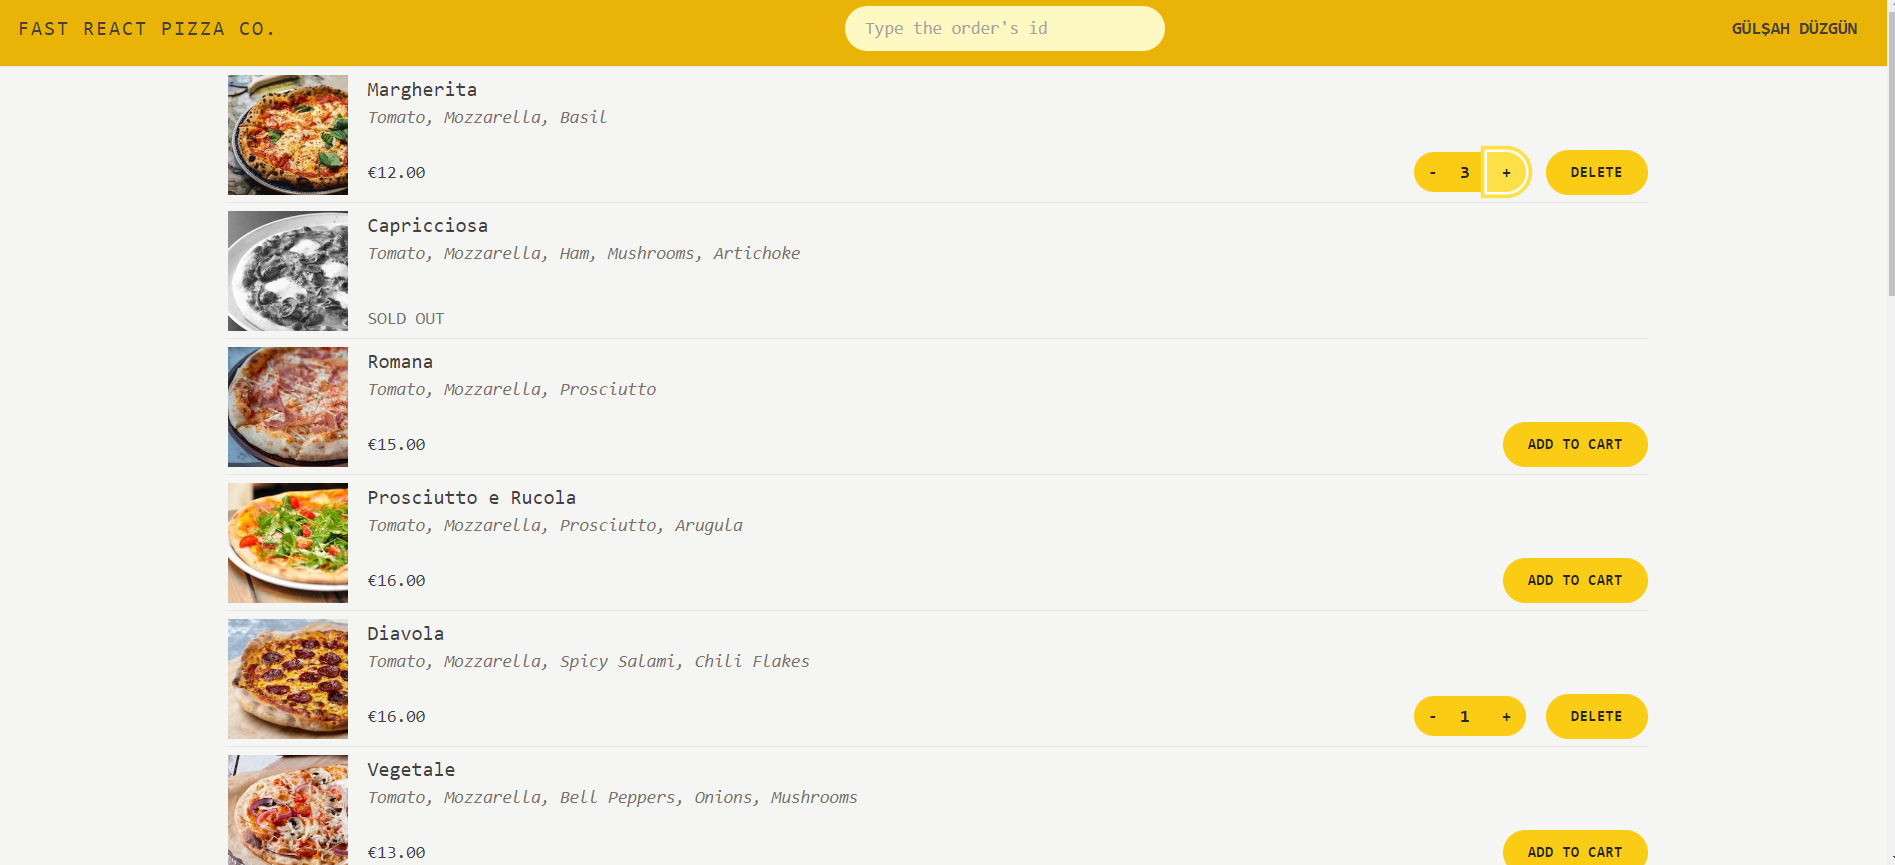 FAST REACT PIZZA CO.
Type the order's id
GÜLŞAH DÜZGÜN
Margherita
Tomato, Mozzarella, Basil
€12.00
- 3 +
DELETE
Capricciosa
Tomato, Mozzarella, Ham, Mushrooms, Artichoke
SOLD OUT
Romana
Tomato, Mozzarella, Prosciutto
€15.00
ADD TO CART
Prosciutto e Rucola
Tomato, Mozzarella, Prosciutto, Arugula
€16.00
ADD TO CART
Diavola
Tomato, Mozzarella, Spicy Salami, Chili Flakes
€16.00
- 1 +
DELETE
Vegetale
Tomato, Mozzarella, Bell Peppers, Onions, Mushrooms
€13.00
ADD TO CART